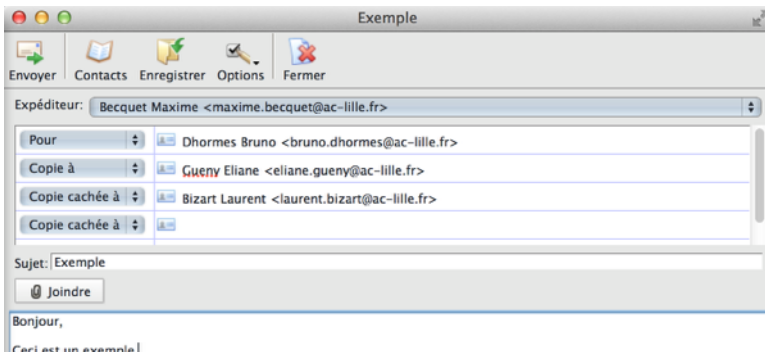 Exemple
Envoyer Contacts Enregistrer Options Fermer
Expéditeur: Becquet Maxime <maxime.becquet@ac-lille.fr>
Pour Dhormes Bruno <bruno.dhormes@ac-lille.fr>
Copie à Gueny Eliane <eliane.gueny@ac-lille.fr>
Copie cachée à Bizart Laurent <laurent.bizart@ac-lille.fr>
Copie cachée à
Sujet: Exemple
Joindre
Bonjour,
Ceci est un exemple